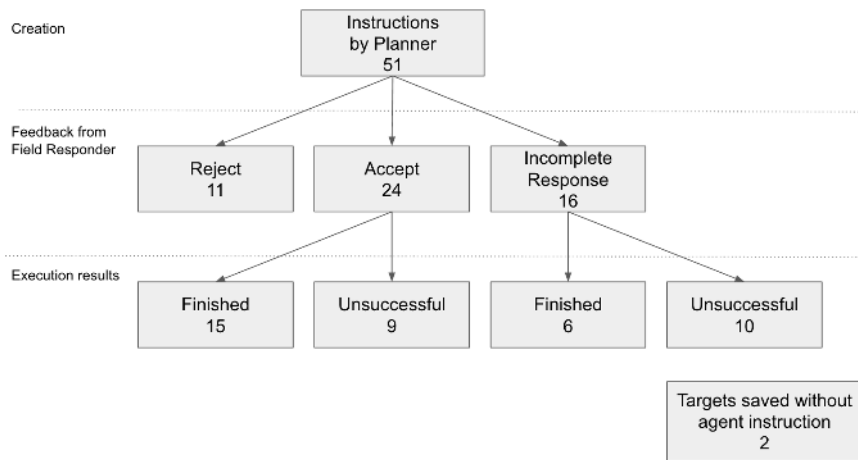 Creation
Instructions
by Planner
51
Feedback from
Field Responder
Reject
11
Accept
24
Incomplete
Response
16
Execution results
Finished
15
Unsuccessful
9
Finished
6
Unsuccessful
10
Targets saved without
agent instruction
2